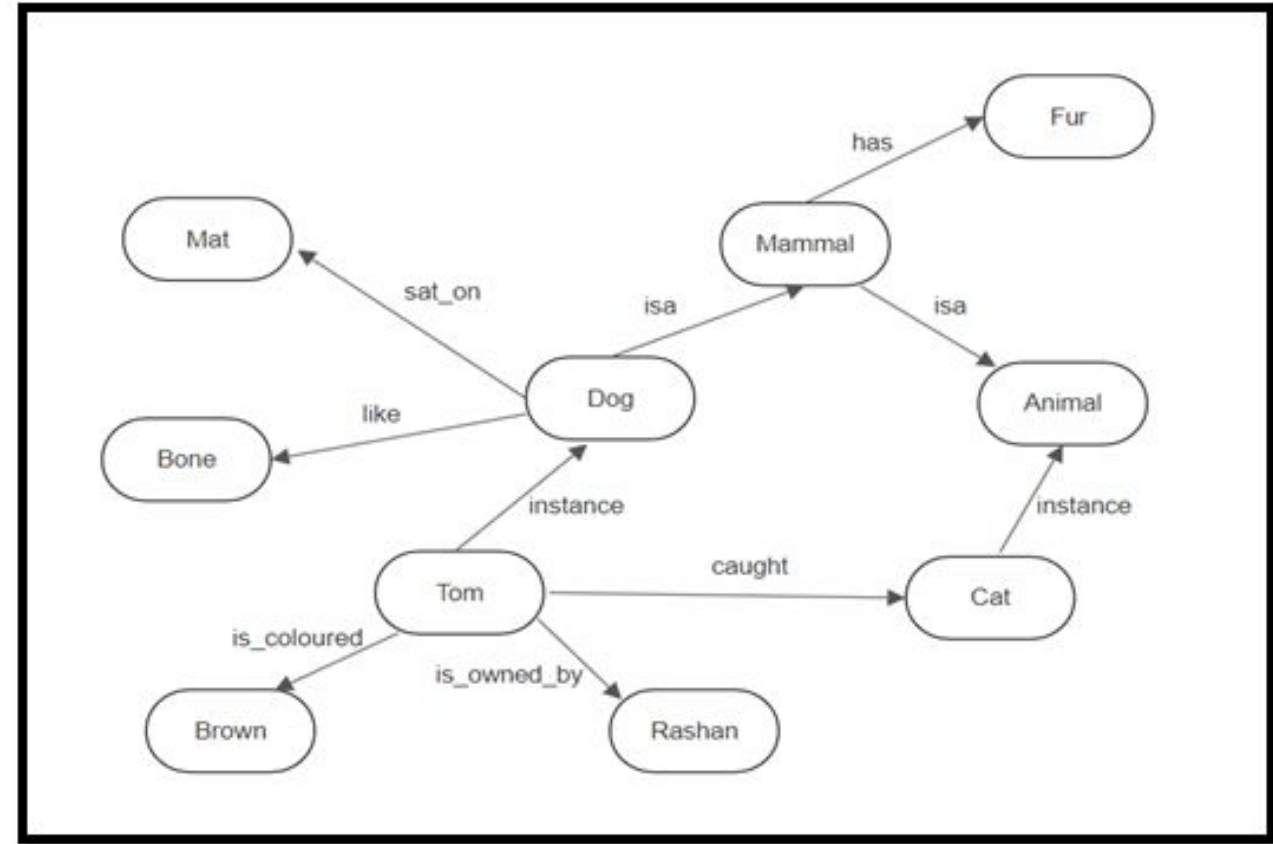 Fur
has
Mat
Mammal
sat_on
isa
isa
Dog
Animal
like
Bone
instance
instance
Tom
caught
Cat
is_coloured
is_owned_by
Brown
Rashan